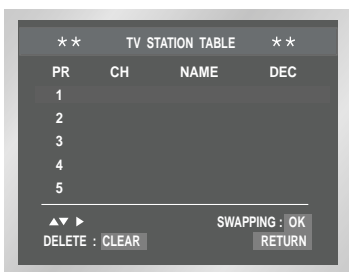 ** TV STATION TABLE **
PR CH NAME DEC
1
2
3
4
5
▲▼ ▶ SWAPPING : OK
DELETE : CLEAR RETURN